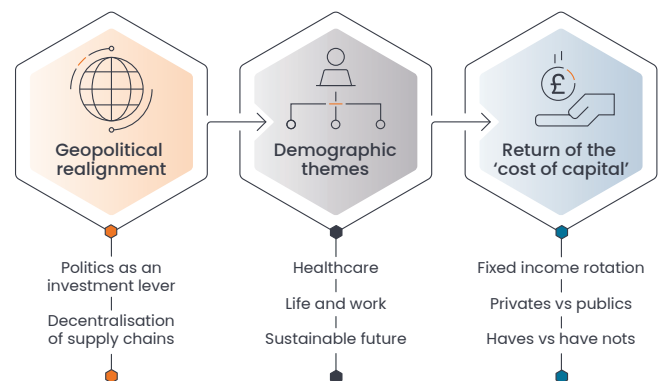 £
Geopolitical
realignment
Demographic
themes
Return of the
‘cost of capital’
Politics as an
investment lever
Decentralisation
of supply chains
Healthcare
Life and work
Sustainable future
Fixed income rotation
Privates vs publics
Haves vs have nots